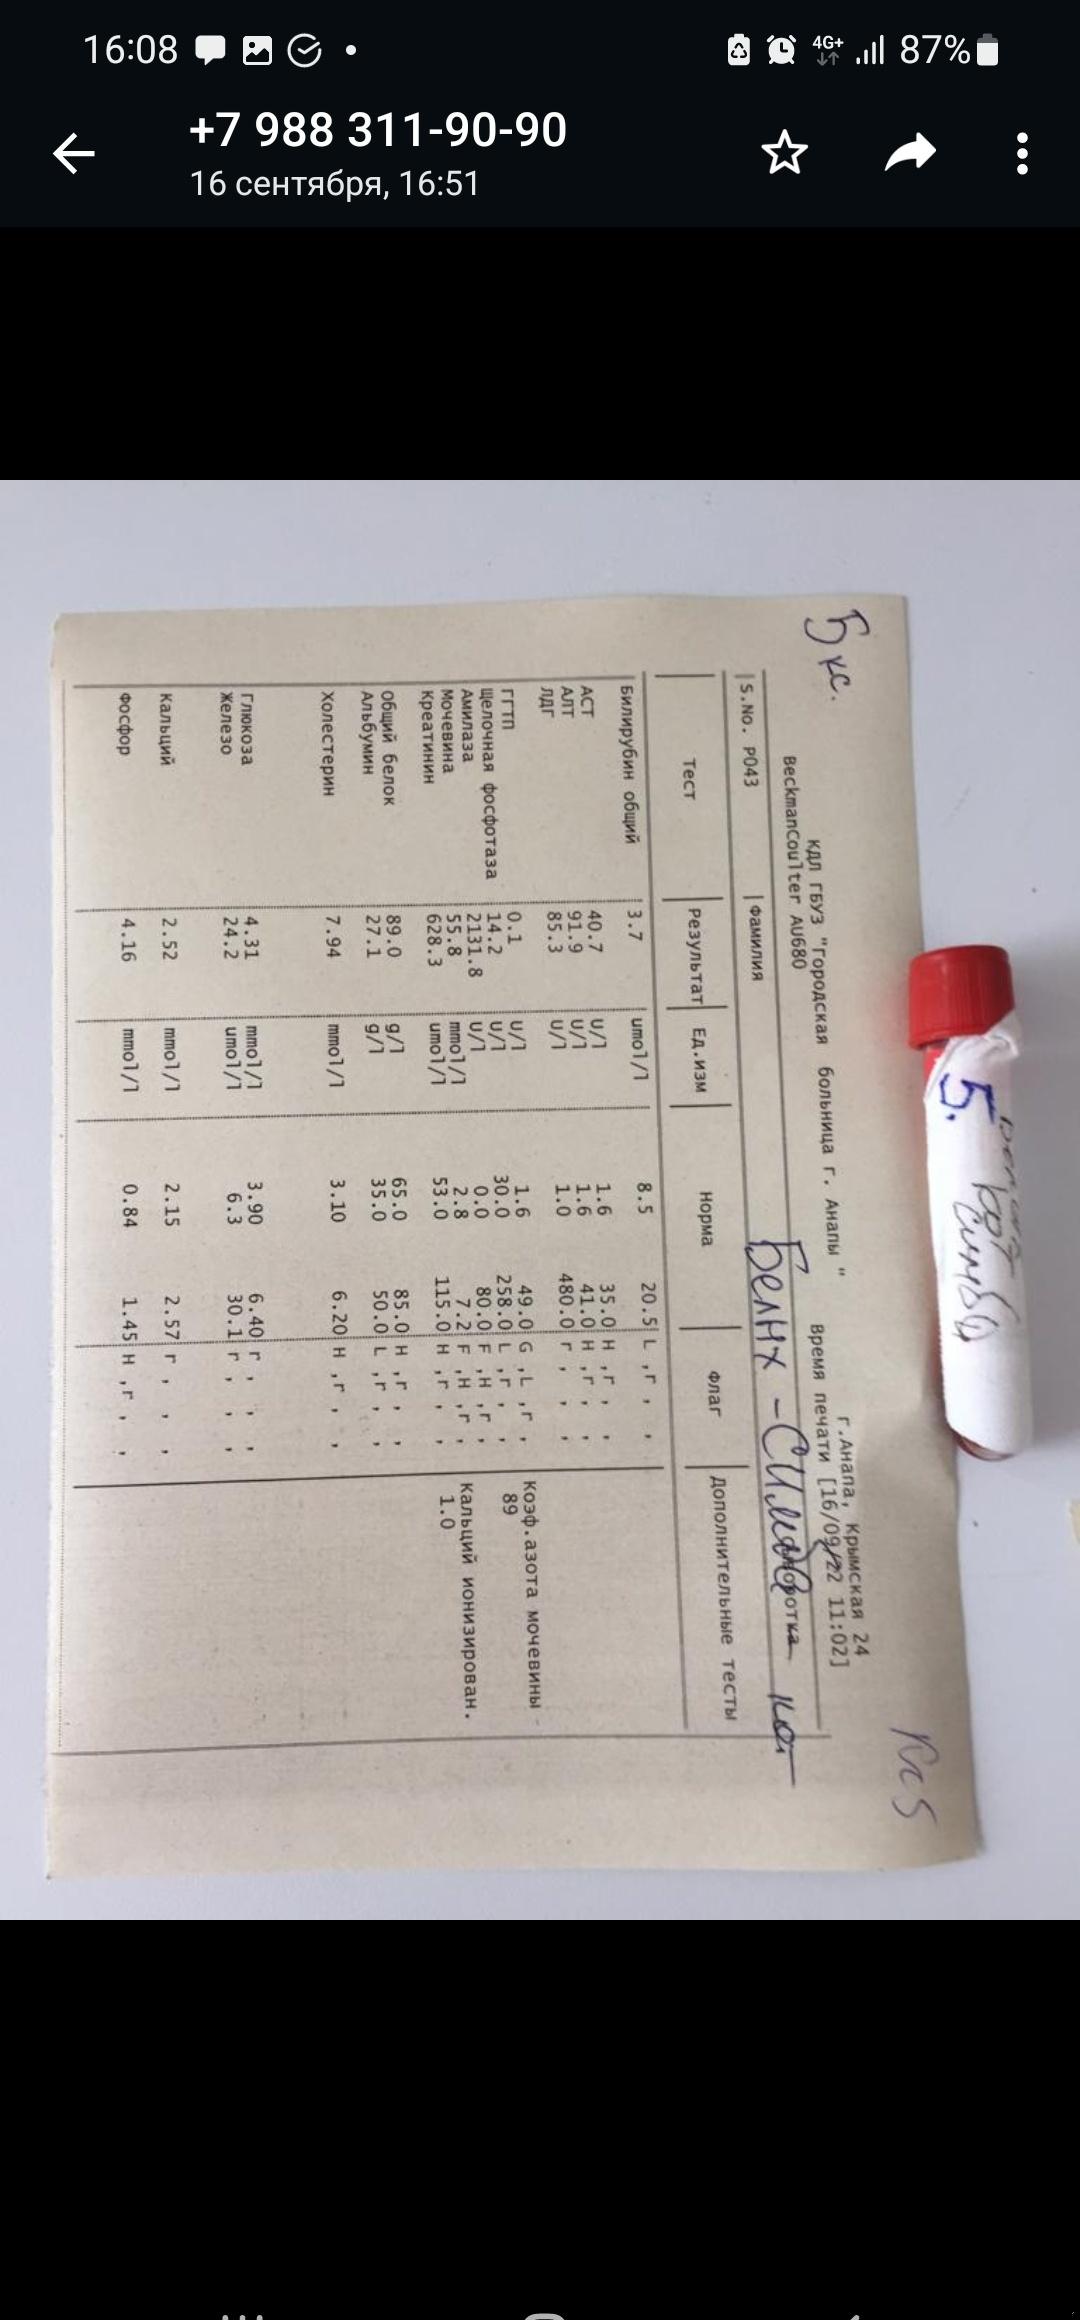 16:08
4G+
87%
+7 988 311-90-90
16 сентября, 16:51
5 кс.
№5
КДЛ ГБУЗ "Городская больница г. Анапы "
г.Анапа, Крымская 24
BeckmanCoulter AU680
Время печати [16/09/22 11:02]
S.No. P043
Фамилия
Белых - Симба
кот
Тест Результат Ед.изм Норма Флаг Дополнительные тесты
Билирубин общий 3.7 umol/l 8.5 20.5 L ,r , ,
АСТ 40.7 U/l 1.6 35.0 H ,r , ,
АЛТ 91.9 U/l 1.6 41.0 H ,r , ,
ЛДГ 85.3 U/l 1.0 480.0 r , , ,
ГГТП 0.1 U/l 1.6 49.0 G ,L ,r , Коэф.азота мочевины -
Щелочная фосфотаза 14.2 U/l 30.0 258.0 L ,r , , 89
Амилаза 2131.8 U/l 0.0 80.0 F ,H ,r ,
Мочевина 55.8 mmol/l 2.8 7.2 F ,H ,r , Кальций ионизирован.
Креатинин 628.3 umol/l 53.0 115.0 H ,r , , 1.0
Общий белок 89.0 g/l 65.0 85.0 H ,r , ,
Альбумин 27.1 g/l 35.0 50.0 L ,r , ,
Холестерин 7.94 mmol/l 3.10 6.20 H ,r , ,
Глюкоза 4.31 mmol/l 3.90 6.40 r , , ,
Железо 24.2 umol/l 6.3 30.1 r , , ,
Кальций 2.52 mmol/l 2.15 2.57 r , , ,
Фосфор 4.16 mmol/l 0.84 1.45 H ,r , ,
5.
кот
Симба